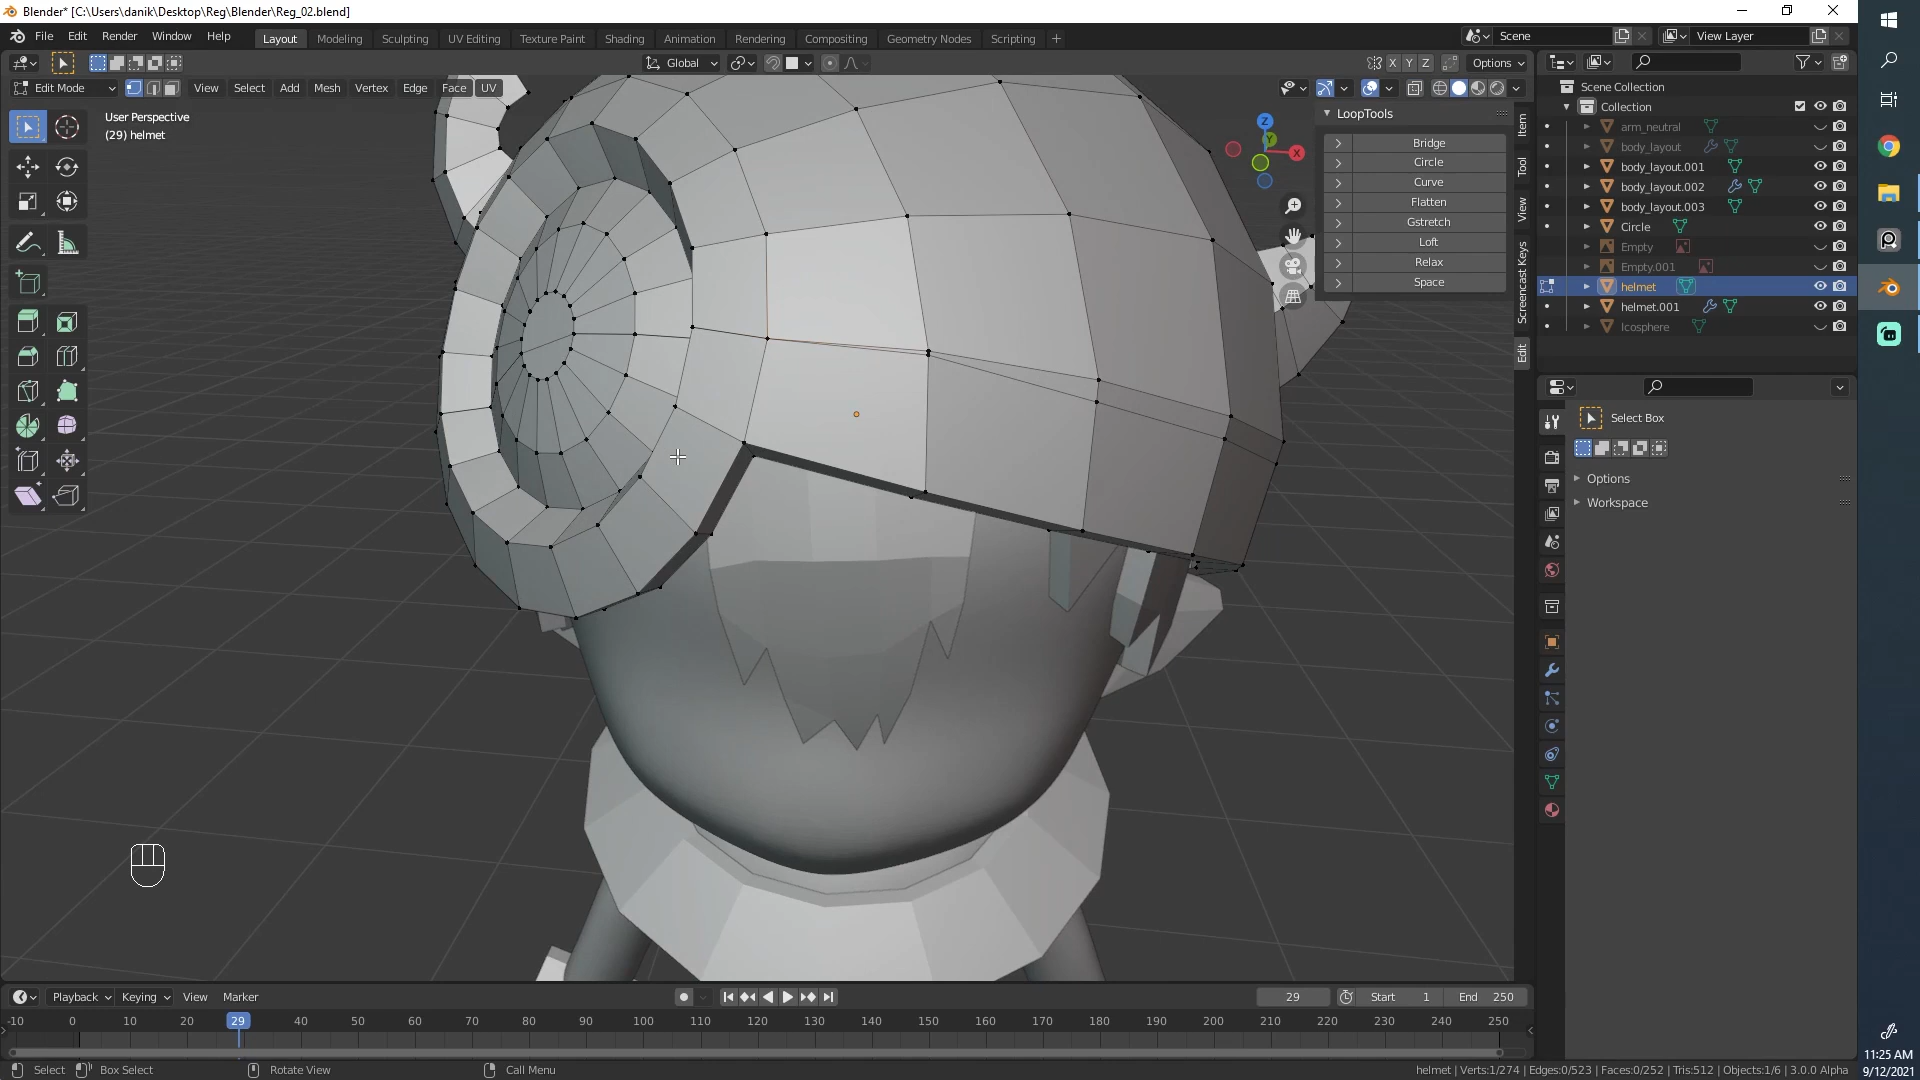 Blender* [C:\Users\danik\Desktop\Reg\Blender\Reg_02.blend]
File Edit Render Window Help Layout Modeling Sculpting UV Editing Texture Paint Shading Animation Rendering Compositing Geometry Nodes Scripting Scene View Layer
Global X Y Z Options
Edit Mode View Select Add Mesh Vertex Edge Face UV
User Perspective
(29) helmet
Z
Y
X
LoopTools
Bridge
Circle
Curve
Flatten
Gstretch
Loft
Relax
Space
Item
Tool
View
Screencast Keys
Edit
Scene Collection
Collection
arm_neutral
body_layout
body_layout.001
body_layout.002
body_layout.003
Circle
Empty
Empty.001
helmet
helmet.001
Icosphere
Select Box
Options
Workspace
Playback Keying View Marker 29 Start 1 End 250
-10 0 10 20 29 40 50 60 70 80 90 100 110 120 130 140 150 160 170 180 190 200 210 220 230 240 250
Select Box Select Rotate View Call Menu helmet | Verts:1/274 | Edges:0/523 | Faces:0/252 | Tris:512 | Objects:1/6 | 3.0.0 Alpha
11:25 AM
9/12/2021